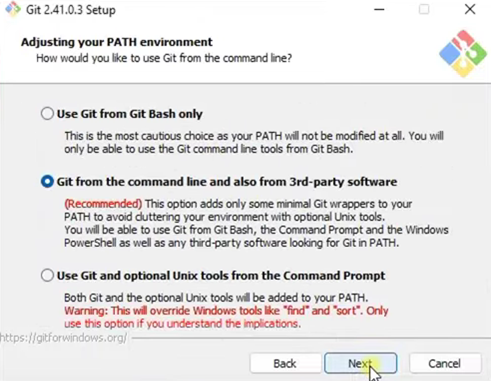 Git 2.41.0.3 Setup
Adjusting your PATH environment
How would you like to use Git from the command line?
Use Git from Git Bash only
This is the most cautious choice as your PATH will not be modified at all. You will
only be able to use the Git command line tools from Git Bash.
Git from the command line and also from 3rd-party software
(Recommended) This option adds only some minimal Git wrappers to your
PATH to avoid cluttering your environment with optional Unix tools.
You will be able to use Git from Git Bash, the Command Prompt and the Windows
PowerShell as well as any third-party software looking for Git in PATH.
Use Git and optional Unix tools from the Command Prompt
Both Git and the optional Unix tools will be added to your PATH.
Warning: This will override Windows tools like "find" and "sort". Only
use this option if you understand the implications.
https://gitforwindows.org/
Back Next Cancel